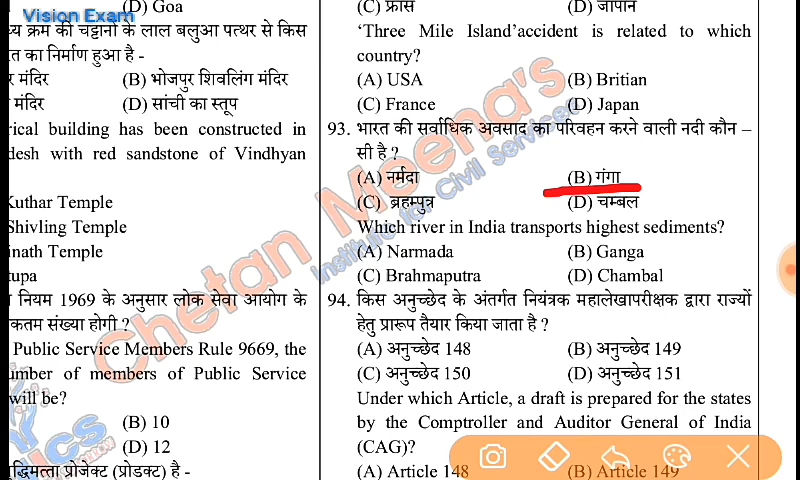 Vision Exam
(D) Goa
्य क्रम की चट्टानों के लाल बलुआ पत्थर से किस
त का निर्माण हुआ है -
र मंदिर (B) भोजपुर शिवलिंग मंदिर
मंदिर (D) सांची का स्तूप
rical building has been constructed in
desh with red sandstone of Vindhyan
Kuthar Temple
Shivling Temple
inath Temple
tupa
नियम 1969 के अनुसार लोक सेवा आयोग के
कतम संख्या होगी ?
Public Service Members Rule 9669, the
umber of members of Public Service
will be?
(B) 10
(D) 12
द्धिमत्ता प्रोजेक्ट (प्रोडक्ट) है -
(C) फ्रांस (D) जापान
‘Three Mile Island’accident is related to which
country?
(A) USA (B) Britian
(C) France (D) Japan
93. भारत की सर्वाधिक अवसाद का परिवहन करने वाली नदी कौन –
सी है ?
(A) नर्मदा (B) गंगा
(C) ब्रहम्पुत्र (D) चम्बल
Which river in India transports highest sediments?
(A) Narmada (B) Ganga
(C) Brahmaputra (D) Chambal
94. किस अनुच्छेद के अंतर्गत नियंत्रक महालेखापरीक्षक द्वारा राज्यों
हेतु प्रारूप तैयार किया जाता है ?
(A) अनुच्छेद 148 (B) अनुच्छेद 149
(C) अनुच्छेद 150 (D) अनुच्छेद 151
Under which Article, a draft is prepared for the states
by the Comptroller and Auditor General of India
(CAG)?
(A) Article 148 (B) Article 149
Chetan Meena's
Institute for Civil Services